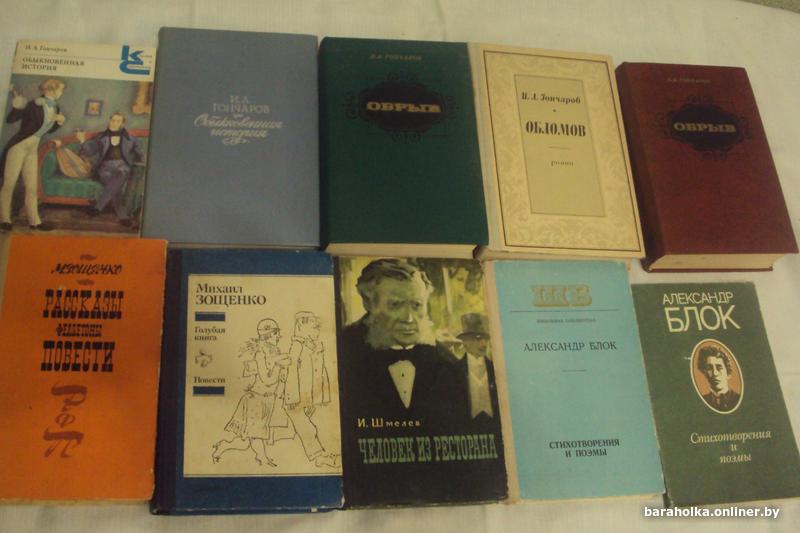 И. А. Гончаров
ОБЫКНОВЕННАЯ
ИСТОРИЯ
И.А.
ГОНЧАРОВ
Обыкновенная
история
И.А. ГОНЧАРОВ
ОБРЫВ
И. А. Гончаров
ОБЛОМОВ
роман
И.А. ГОНЧАРОВ
ОБРЫВ
М.ЗОЩЕНКО
РАССКАЗЫ
ФЕЛЬЕТОНЫ
ПОВЕСТИ
РФП
Михаил
ЗОЩЕНКО
Голубая
книга
Повести
И. Шмелев
ЧЕЛОВЕК ИЗ РЕСТОРАНА
ШБ
ШКОЛЬНАЯ БИБЛИОТЕКА
АЛЕКСАНДР БЛОК
СТИХОТВОРЕНИЯ
И ПОЭМЫ
АЛЕКСАНДР
БЛОК
Стихотворения
и
поэмы
baraholka.onliner.by